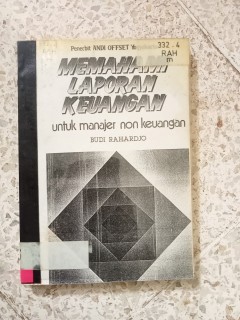 Penerbit ANDI OFFSET
332.4
RAH
m
MEMAHAMI
LAPORAN
KEUANGAN
untuk manajer non keuangan
BUDI RAHARDJO